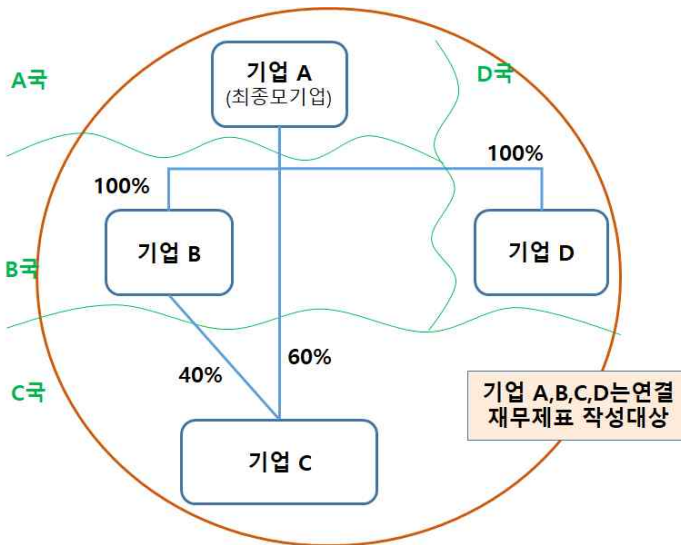 기업 A
(최종모기업)
A국
D국
100%
100%
기업 B
기업 D
B국
40%
60%
C국
기업 A,B,C,D는연결
재무제표 작성대상
기업 C